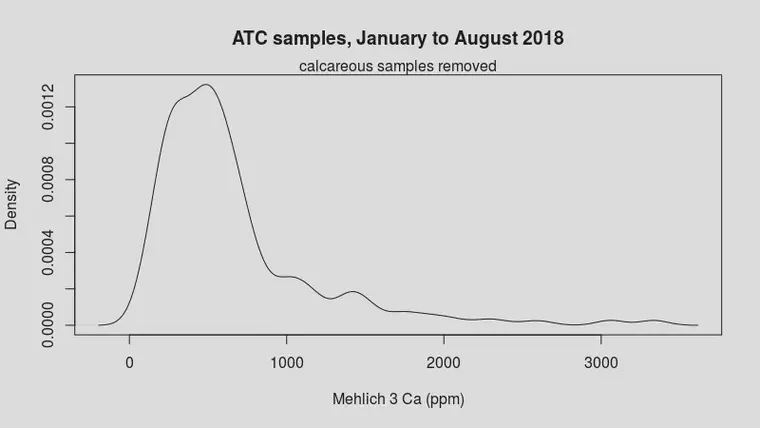 ATC samples, January to August 2018
calcareous samples removed
Density
0.0012
0.0008
0.0004
0.0000
0 1000 2000 3000
Mehlich 3 Ca (ppm)